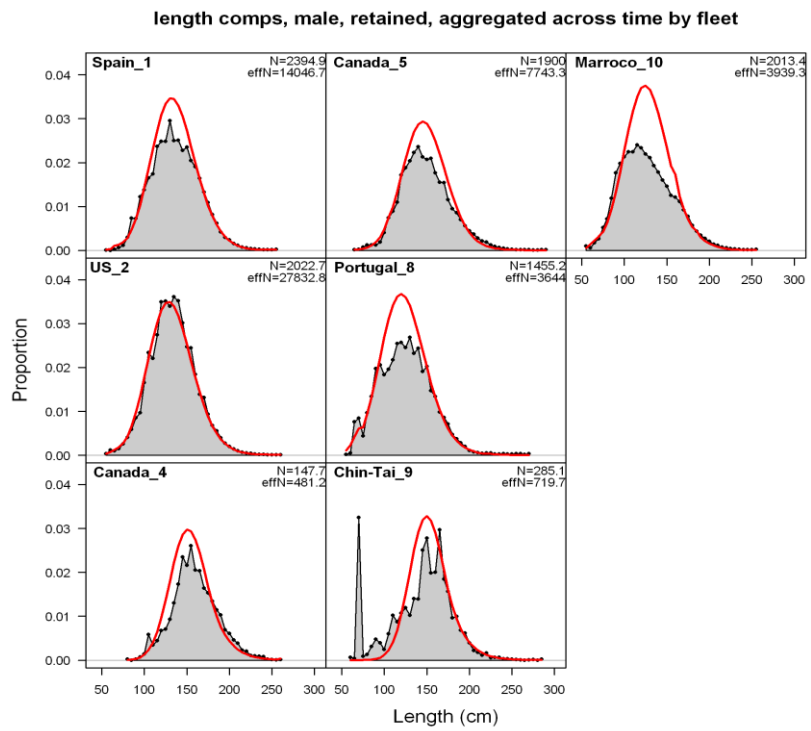 length comps, male, retained, aggregated across time by fleet
Spain_1
N=2394.9
effN=14046.7
Canada_5
N=1900
effN=7743.3
Marroco_10
N=2013.4
effN=3939.3
0.04
0.03
0.02
0.01
0.00
50 100 150 200 250 300
US_2
N=2022.7
effN=27832.8
Portugal_8
N=1455.2
effN=3644
0.04
0.03
0.02
0.01
0.00
Proportion
Canada_4
N=147.7
effN=481.2
Chin-Tai_9
N=285.1
effN=719.7
0.04
0.03
0.02
0.01
0.00
50 100 150 200 250 300
50 100 150 200 250 300
Length (cm)